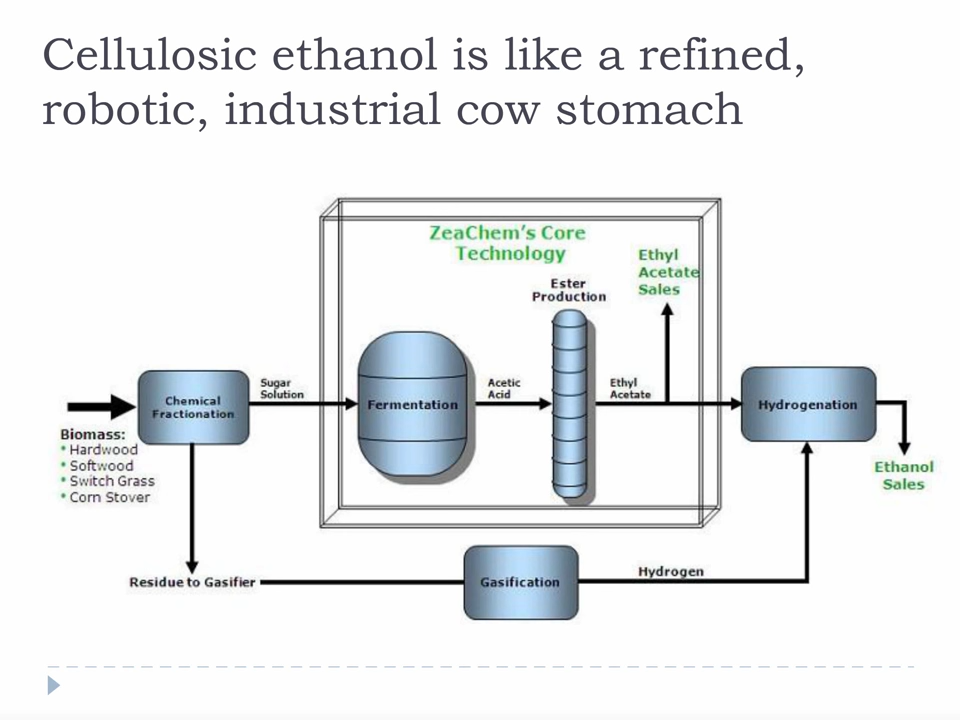 Cellulosic ethanol is like a refined,
robotic, industrial cow stomach
ZeaChem's Core
Technology
Ethyl
Acetate
Sales
Ester
Production
Chemical
Fractionation
Sugar
Solution
Fermentation
Acetic
Acid
Ethyl
Acetate
Hydrogenation
Biomass:
• Hardwood
• Softwood
• Switch Grass
• Corn Stover
Ethanol
Sales
Residue to Gasifier
Gasification
Hydrogen